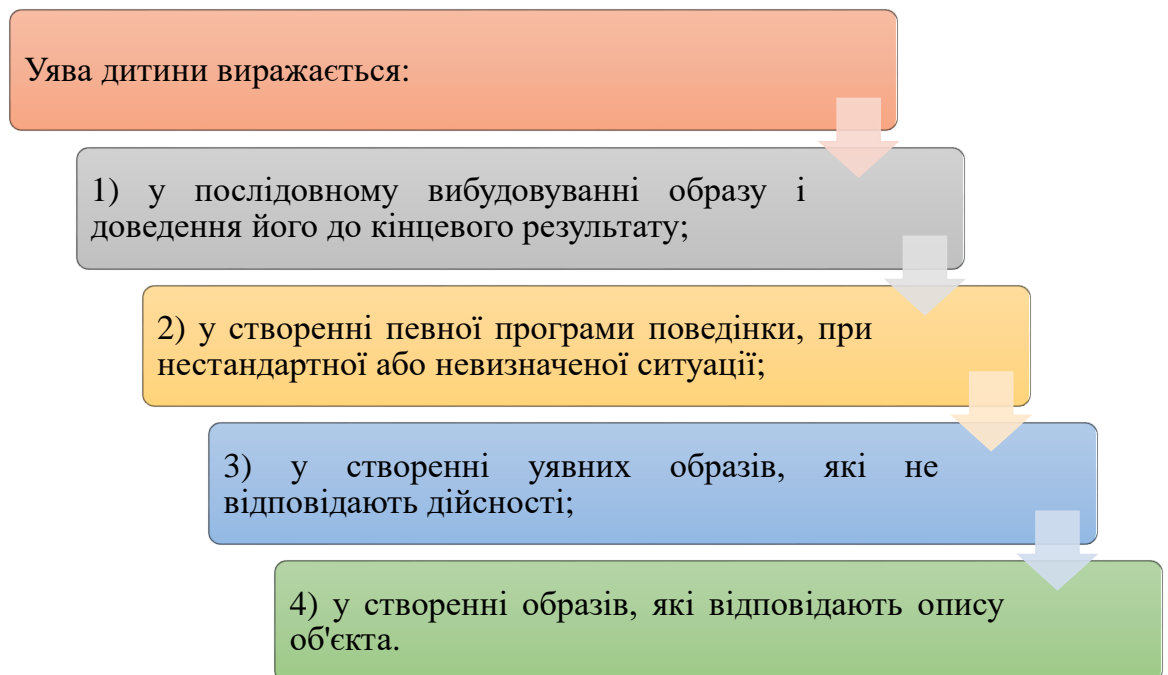 Уява дитини виражається:
1) у послідовному вибудовуванні образу і
доведення його до кінцевого результату;
2) у створенні певної програми поведінки, при
нестандартної або невизначеної ситуації;
3) у створенні уявних образів, які не
відповідають дійсності;
4) у створенні образів, які відповідають опису
об'єкта.